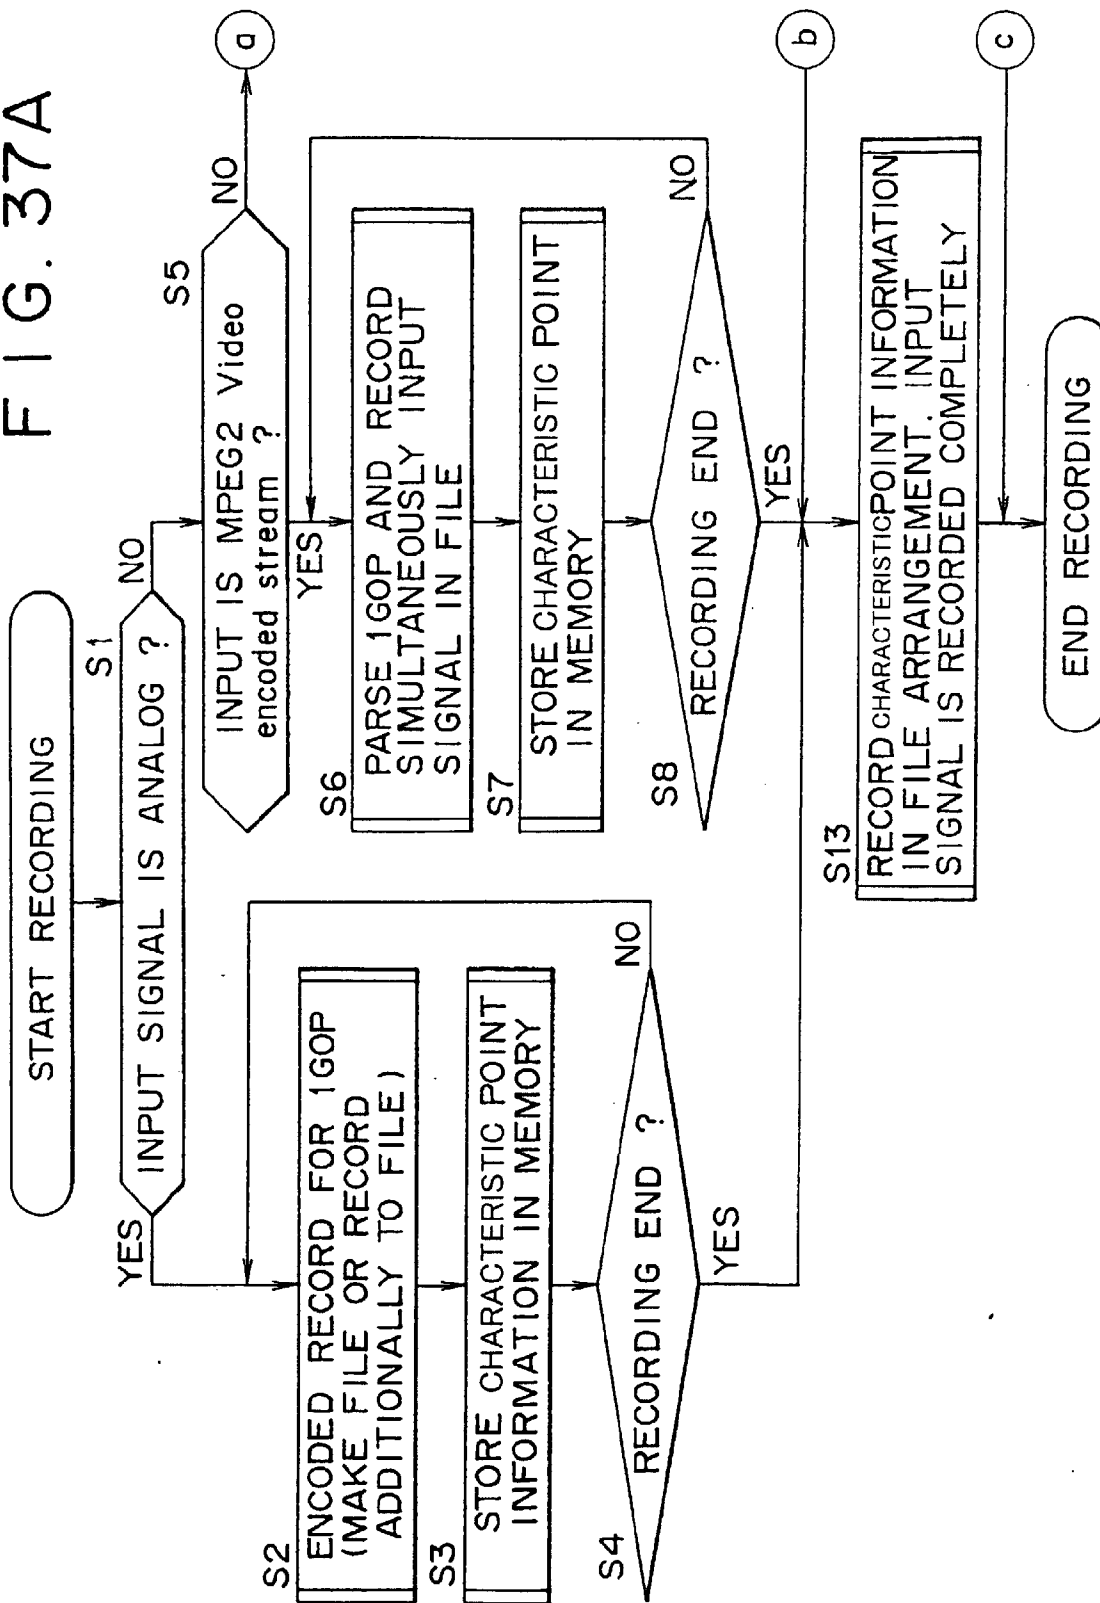 FIG. 37A
START RECORDING
S1
INPUT SIGNAL IS ANALOG ?
YES
NO
S2
ENCODED RECORD FOR 1GOP
(MAKE FILE OR RECORD
ADDITIONALLY TO FILE)
S3
STORE CHARACTERISTIC POINT
INFORMATION IN MEMORY
S4
RECORDING END ?
NO
YES
S5
INPUT IS MPEG2 Video
encoded stream ?
NO
a
YES
S6
PARSE 1GOP AND RECORD
SIMULTANEOUSLY INPUT
SIGNAL IN FILE
S7
STORE CHARACTERISTIC POINT
IN MEMORY
S8
RECORDING END ?
NO
YES
b
S13
RECORD CHARACTERISTIC POINT INFORMATION
IN FILE ARRANGEMENT. INPUT
SIGNAL IS RECORDED COMPLETELY
c
END RECORDING